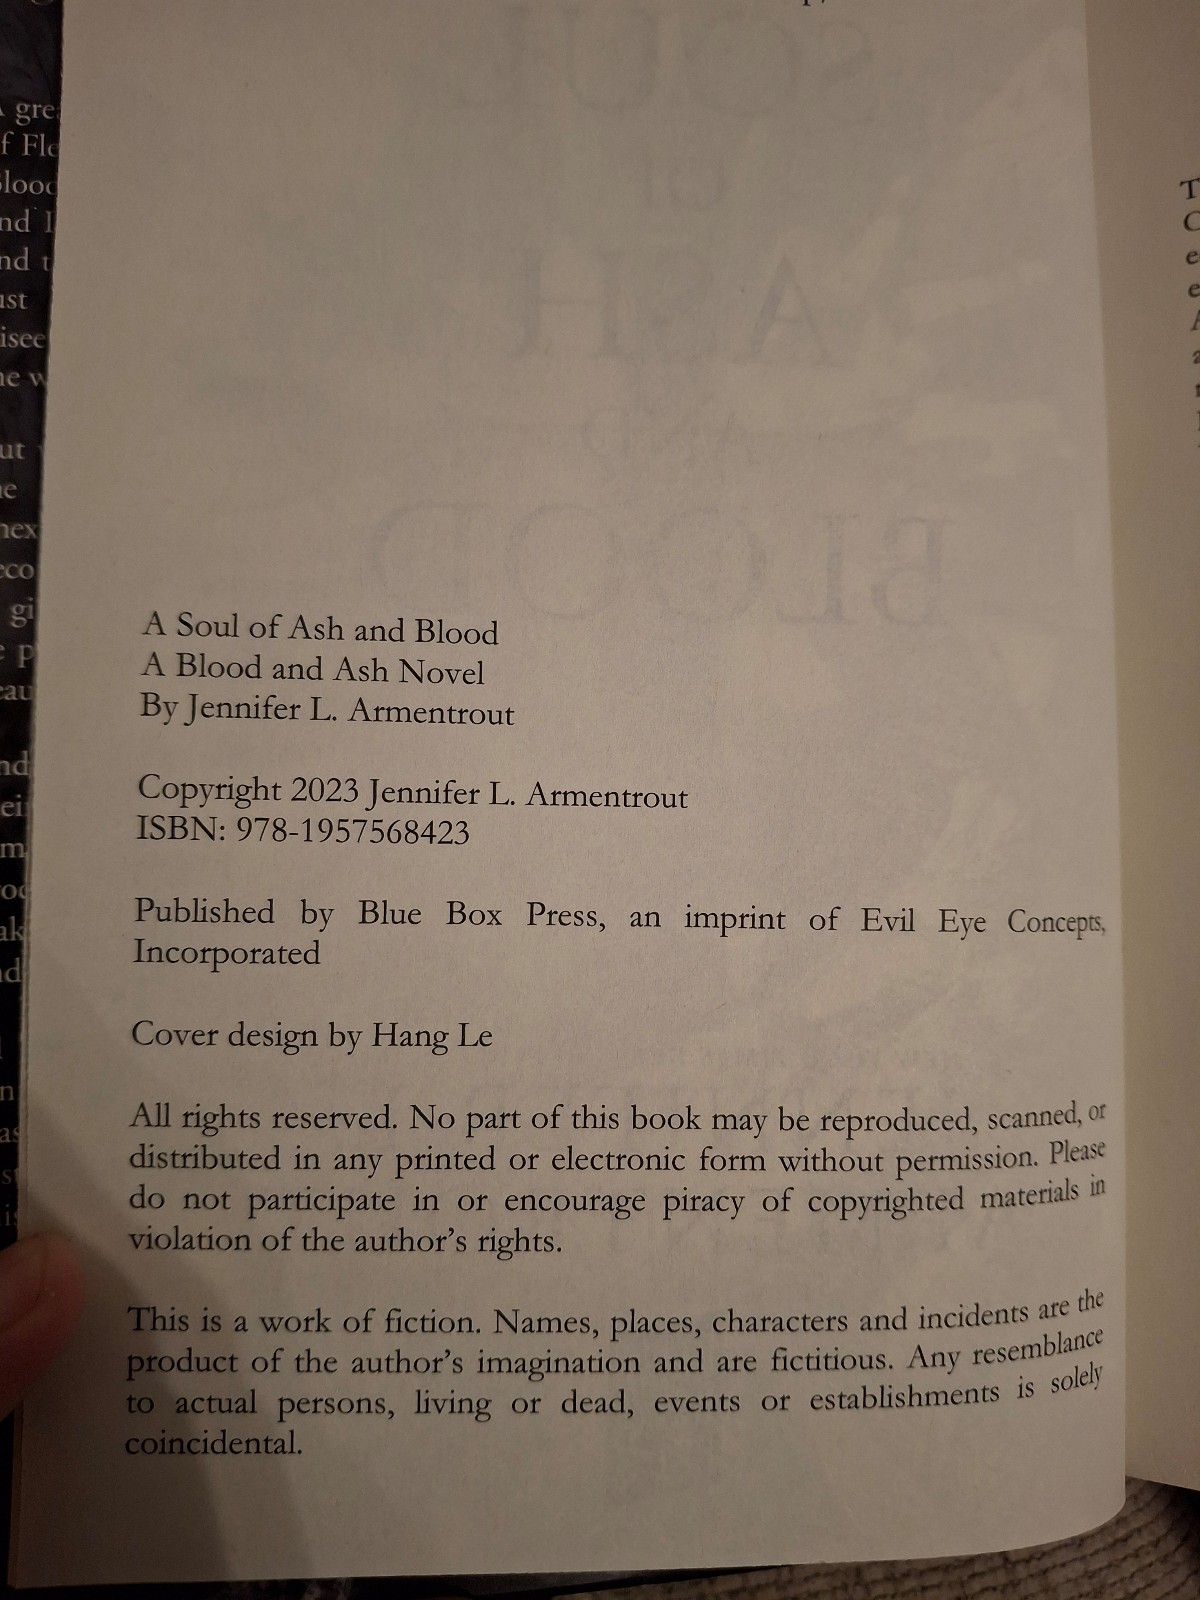 A Soul of Ash and Blood
A Blood and Ash Novel
By Jennifer L. Armentrout
Copyright 2023 Jennifer L. Armentrout
ISBN: 978-1957568423
Published by Blue Box Press, an imprint of Evil Eye Concepts,
Incorporated
Cover design by Hang Le
All rights reserved. No part of this book may be reproduced, scanned, or
distributed in any printed or electronic form without permission. Please
do not participate in or encourage piracy of copyrighted materials in
violation of the author's rights.
This is a work of fiction. Names, places, characters and incidents are the
product of the author's imagination and are fictitious. Any resemblance
to actual persons, living or dead, events or establishments is solely
coincidental.